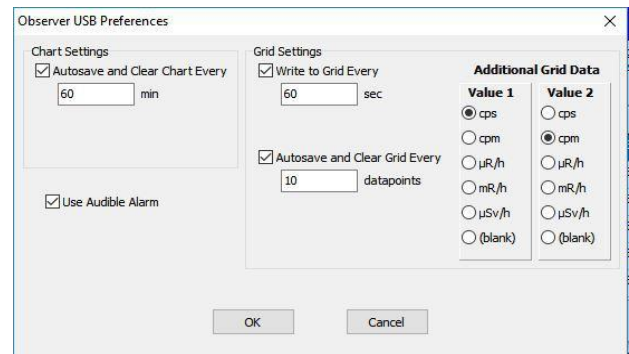 Observer USB Preferences
Chart Settings
Autosave and Clear Chart Every
60 min
Use Audible Alarm
Grid Settings
Write to Grid Every
60 sec
Autosave and Clear Grid Every
10 datapoints
Additional Grid Data
Value 1
cps
cpm
µR/h
mR/h
µSv/h
(blank)
Value 2
cps
cpm
µR/h
mR/h
µSv/h
(blank)
OK
Cancel